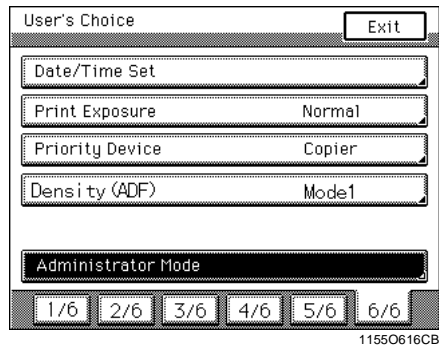 User's Choice Exit
Date/Time Set
Print Exposure Normal
Priority Device Copier
Density (ADF) Mode1
Administrator Mode
1/6 2/6 3/6 4/6 5/6 6/6
1155O616CB